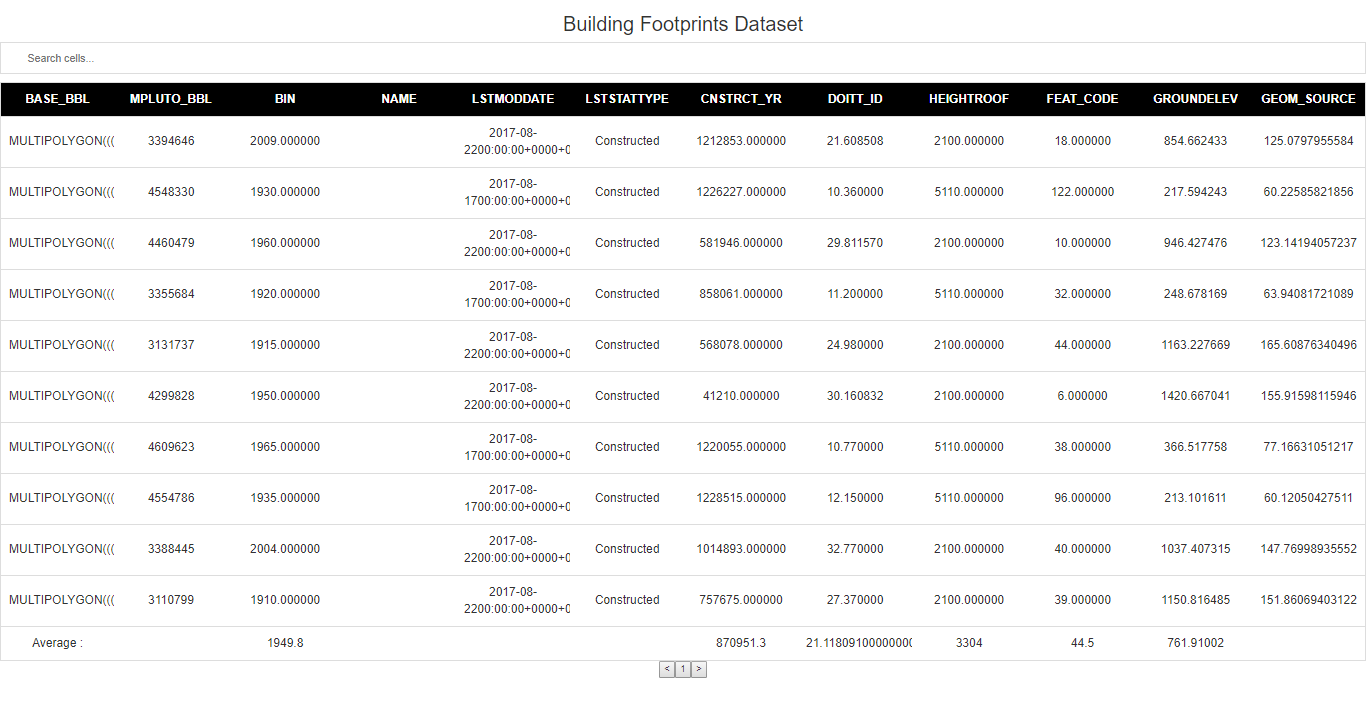 Building Footprints Dataset
Search cells...
BASE_BBL MPLUTO_BBL BIN NAME LSTMODDATE LSTSTATTYPE CNSTRCT_YR DOITT_ID HEIGHTROOF FEAT_CODE GROUNDELEV GEOM_SOURCE
MULTIPOLYGON((( 3394646 2009.000000 2017-08-2200:00:00+0000+0 Constructed 1212853.000000 21.608508 2100.000000 18.000000 854.662433 125.0797955584
MULTIPOLYGON((( 4548330 1930.000000 2017-08-1700:00:00+0000+0 Constructed 1226227.000000 10.360000 5110.000000 122.000000 217.594243 60.22585821856
MULTIPOLYGON((( 4460479 1960.000000 2017-08-2200:00:00+0000+0 Constructed 581946.000000 29.811570 2100.000000 10.000000 946.427476 123.14194057237
MULTIPOLYGON((( 3355684 1920.000000 2017-08-1700:00:00+0000+0 Constructed 858061.000000 11.200000 5110.000000 32.000000 248.678169 63.94081721089
MULTIPOLYGON((( 3131737 1915.000000 2017-08-2200:00:00+0000+0 Constructed 568078.000000 24.980000 2100.000000 44.000000 1163.227669 165.60876340496
MULTIPOLYGON((( 4299828 1950.000000 2017-08-2200:00:00+0000+0 Constructed 41210.000000 30.160832 2100.000000 6.000000 1420.667041 155.91598115946
MULTIPOLYGON((( 4609623 1965.000000 2017-08-1700:00:00+0000+0 Constructed 1220055.000000 10.770000 5110.000000 38.000000 366.517758 77.16631051217
MULTIPOLYGON((( 4554786 1935.000000 2017-08-1700:00:00+0000+0 Constructed 1228515.000000 12.150000 5110.000000 96.000000 213.101611 60.12050427511
MULTIPOLYGON((( 3388445 2004.000000 2017-08-2200:00:00+0000+0 Constructed 1014893.000000 32.770000 2100.000000 40.000000 1037.407315 147.76998935552
MULTIPOLYGON((( 3110799 1910.000000 2017-08-2200:00:00+0000+0 Constructed 757675.000000 27.370000 2100.000000 39.000000 1150.816485 151.86069403122
Average : 1949.8 870951.3 21.1180910000000 3304 44.5 761.91002
< 1 >